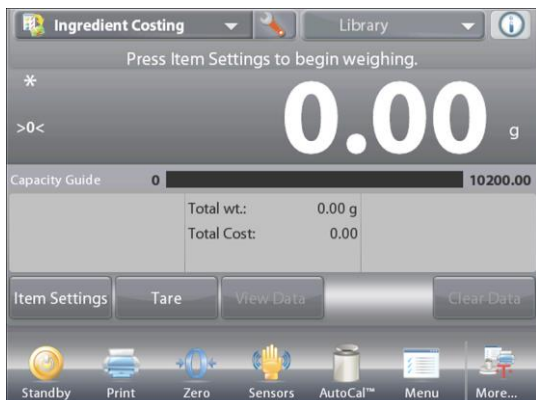 Ingredient Costing Library
Press Item Settings to begin weighing.
*
>0< 0.00 g
Capacity Guide 0 10200.00
Total wt.: 0.00 g
Total Cost: 0.00
Item Settings Tare View Data Clear Data
Standby Print Zero Sensors AutoCal™ Menu More...